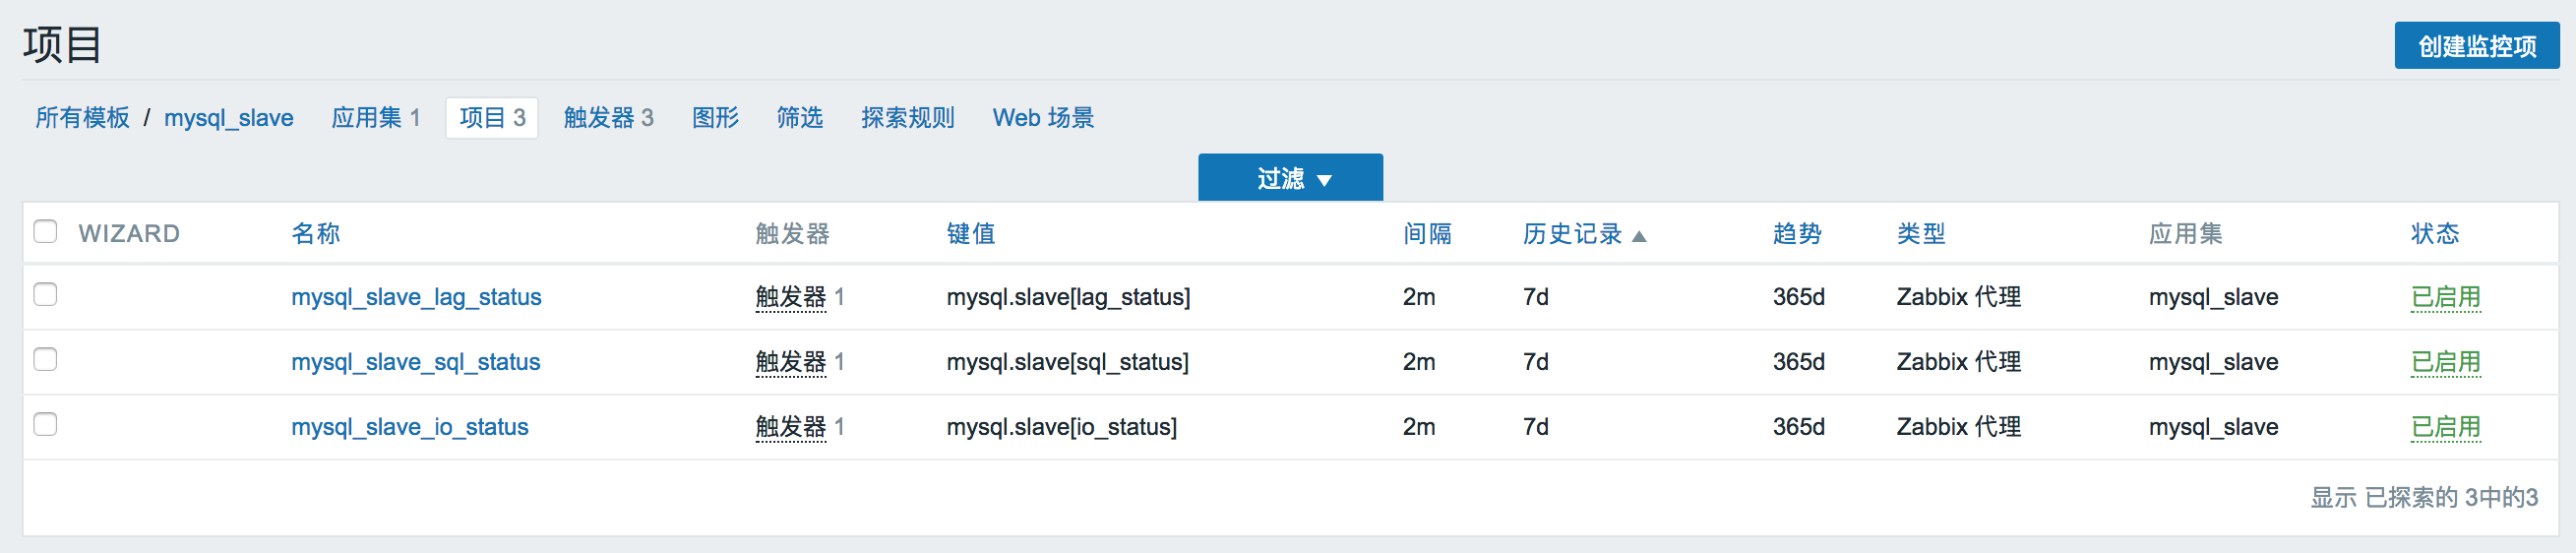 项目
创建监控项
所有模板 / mysql_slave 应用集 1 项目 3 触发器 3 图形 筛选 探索规则 Web 场景
过滤
WIZARD 名称 触发器 键值 间隔 历史记录 趋势 类型 应用集 状态
mysql_slave_lag_status 触发器 1 mysql.slave[lag_status] 2m 7d 365d Zabbix 代理 mysql_slave 已启用
mysql_slave_sql_status 触发器 1 mysql.slave[sql_status] 2m 7d 365d Zabbix 代理 mysql_slave 已启用
mysql_slave_io_status 触发器 1 mysql.slave[io_status] 2m 7d 365d Zabbix 代理 mysql_slave 已启用
显示 已探索的 3中的3